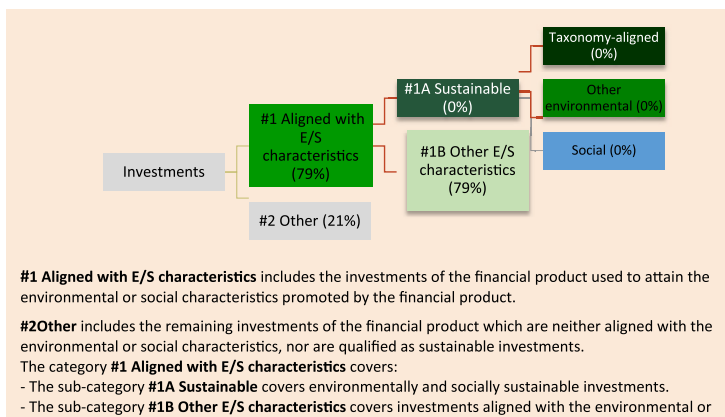 Taxonomy-aligned
(0%)
#1A Sustainable
(0%)
Other
environmental (0%)
#1 Aligned with
E/S
characteristics
(79%)
#1B Other E/S
characteristics
(79%)
Social (0%)
Investments
#2 Other (21%)
#1 Aligned with E/S characteristics includes the investments of the financial product used to attain the
environmental or social characteristics promoted by the financial product.
#2Other includes the remaining investments of the financial product which are neither aligned with the
environmental or social characteristics, nor are qualified as sustainable investments.
The category #1 Aligned with E/S characteristics covers:
- The sub-category #1A Sustainable covers environmentally and socially sustainable investments.
- The sub-category #1B Other E/S characteristics covers investments aligned with the environmental or